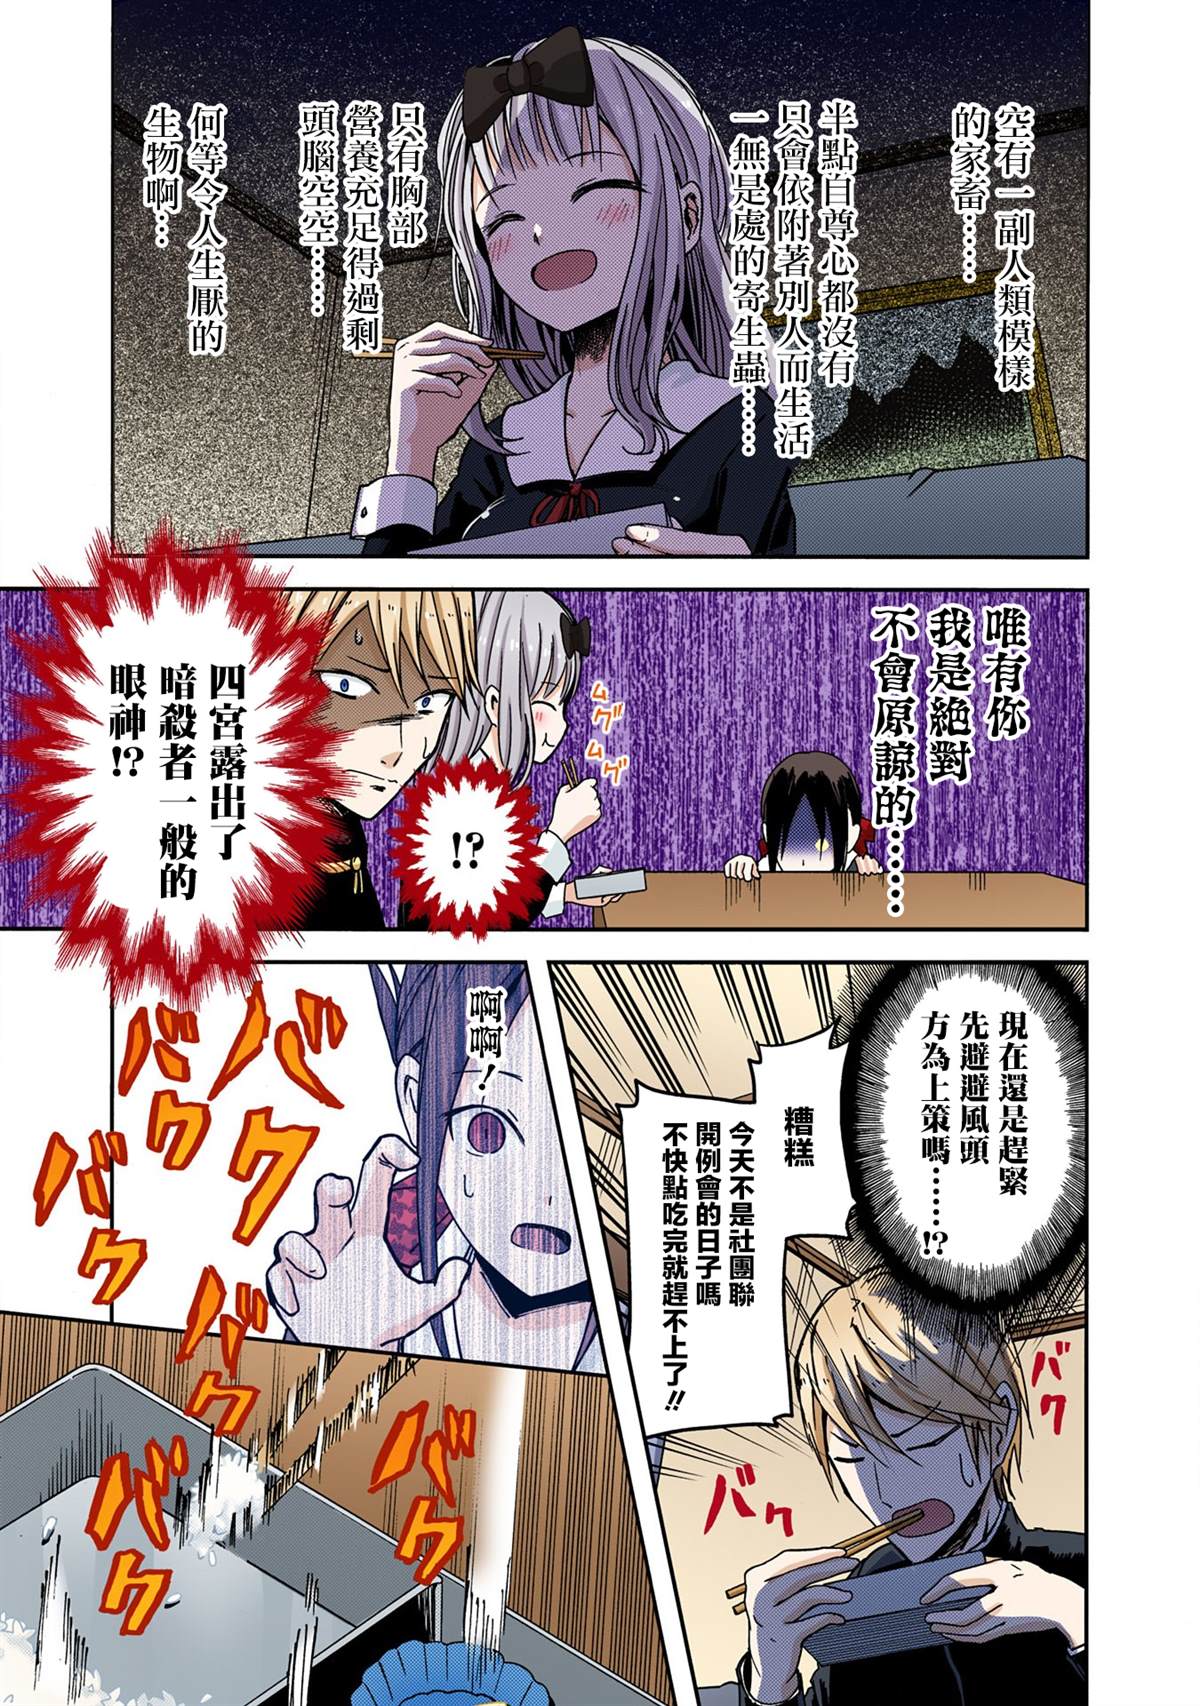 空有一副人類模樣
的家畜……
半點自尊心都沒有
只會依附著別人而生活
一無是處的寄生蟲……
只有胸部
營養充足得過剩
頭腦空空……
何等令人生厭的
生物啊…
唯有你
我是絕對
不會原諒的……
ムグ
ムグ
!?
四宮露出了
暗殺者一般的
眼神!?
現在還是趕緊
先避避風頭
方為上策嗎……!?
糟糕
今天不是社團聯
開例會的日子嗎
不快點吃完就趕不上了!!
バク
バク
啊啊!
バク
バク
バク
バク
バク
バク
バク